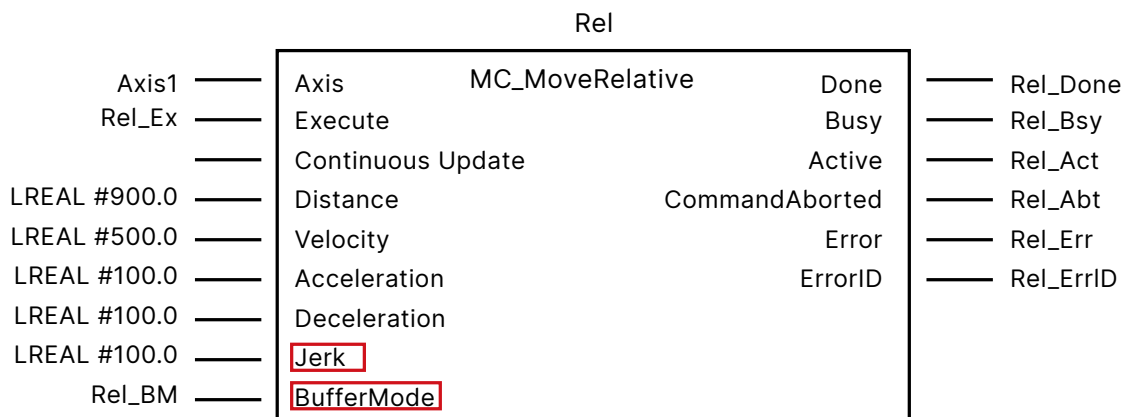 Rel
Axis1 Axis MC_MoveRelative Done Rel_Done
Rel_Ex Execute Busy Rel_Bsy
Continuous Update Active Rel_Act
LREAL #900.0 Distance CommandAborted Rel_Abt
LREAL #500.0 Velocity Error Rel_Err
LREAL #100.0 Acceleration ErrorID Rel_ErrID
LREAL #100.0 Deceleration
LREAL #100.0 Jerk
Rel_BM BufferMode